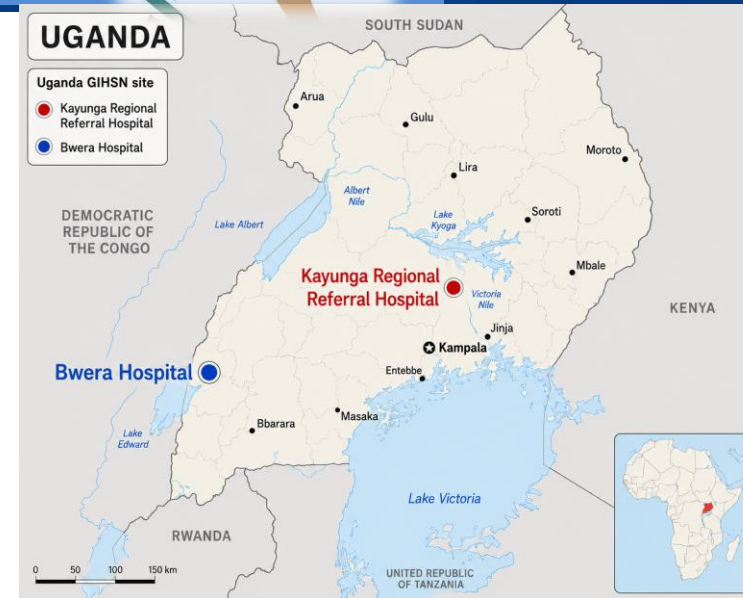 UGANDA
Uganda GIHSN site
Kayunga Regional
Referral Hospital
Bwera Hospital
SOUTH SUDAN
Arua
Gulu
Moroto
Lira
Albert
Nile
Soroti
Lake
Kyoga
DEMOCRATIC
REPUBLIC OF
THE CONGO
Lake Albert
Mbale
Kayunga Regional
Referral Hospital
Victoria
Nile
KENYA
Jinja
Kampala
Bwera Hospital
Entebbe
Masaka
Bbarara
Lake
Edward
Lake Victoria
RWANDA
UNITED REPUBLIC
OF TANZANIA
0 50 100 150 km